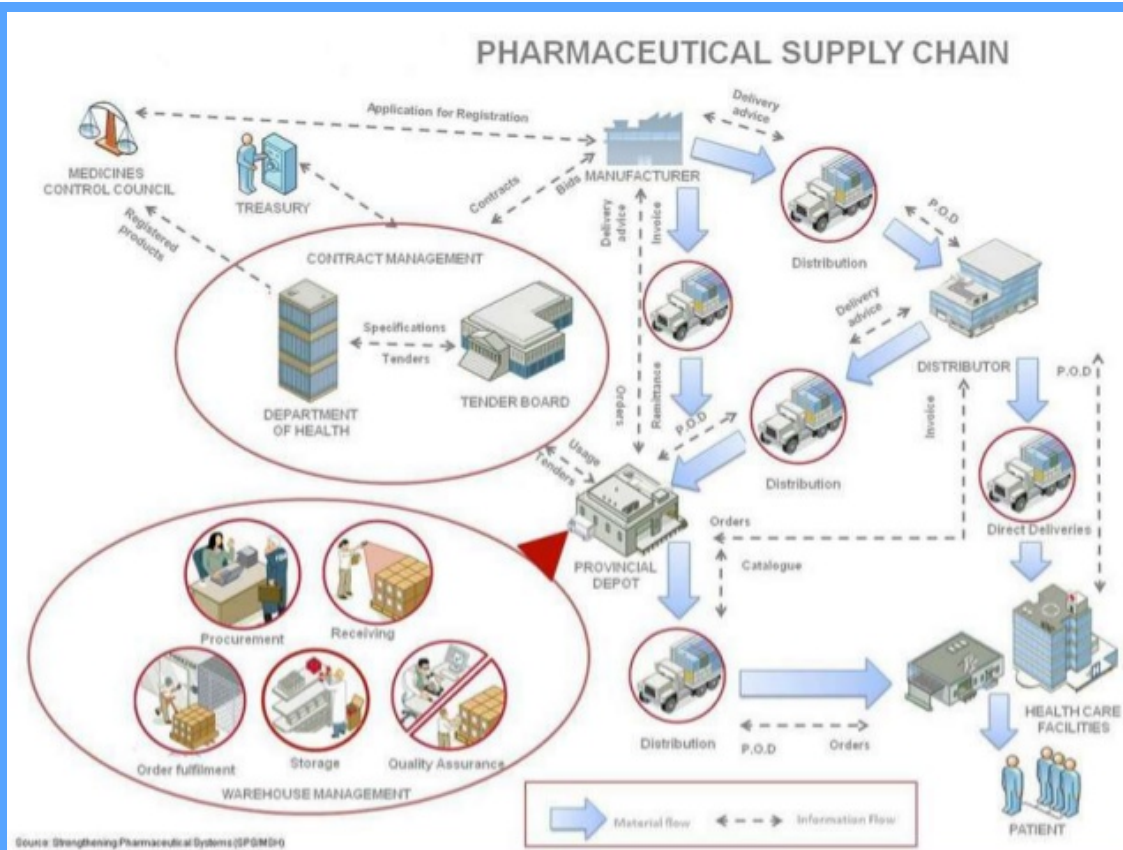 PHARMACEUTICAL SUPPLY CHAIN
Application for Registration
Delivery
advice
MEDICINES
CONTROL COUNCIL
TREASURY
MANUFACTURER
Contracts
Bids
Registered
products
Delivery
advice
Invoice
P.O.D
Distribution
CONTRACT MANAGEMENT
Specifications
Tenders
DEPARTMENT
OF HEALTH
TENDER BOARD
Delivery
advice
DISTRIBUTOR
P.O.D
Orders
Ramittance
P.O.D
Invoice
Usage
Tenders
Distribution
Direct Deliveries
Orders
Catalogue
PROVINCIAL
DEPOT
Procurement
Receiving
Order fulfilment
Storage
Quality Assurance
WAREHOUSE MANAGEMENT
Distribution
P.O.D
Orders
HEALTH CARE
FACILITIES
PATIENT
Material flow
Information Flow
Source: Strengthening Pharmaceutical Systems (SPS/MSH)